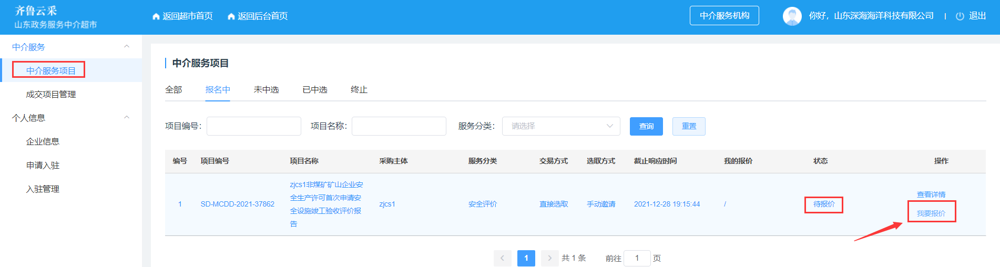 齐鲁云采
山东政务服务中介超市
返回超市首页
返回后台首页
中介服务机构
你好，山东深海海洋科技有限公司
退出
中介服务
中介服务项目
成交项目管理
个人信息
企业信息
申请入驻
入驻管理
中介服务项目
全部 报名中 未中选 已中选 终止
项目编号： 项目名称： 服务分类： 请选择 查询 重置
编号 项目编号 项目名称 采购主体 服务分类 交易方式 选取方式 截止响应时间 我的报价 状态 操作
1 SD-MCDD-2021-37862
zjcs1非煤矿矿山企业安
全生产许可首次申请安
全设施竣工验收评价报
告
zjcs1 安全评价 直接选取 手动邀请 2021-12-28 19:15:44 / 待报价
查看详情
我要报价
1 共 1 条 前往 1 页